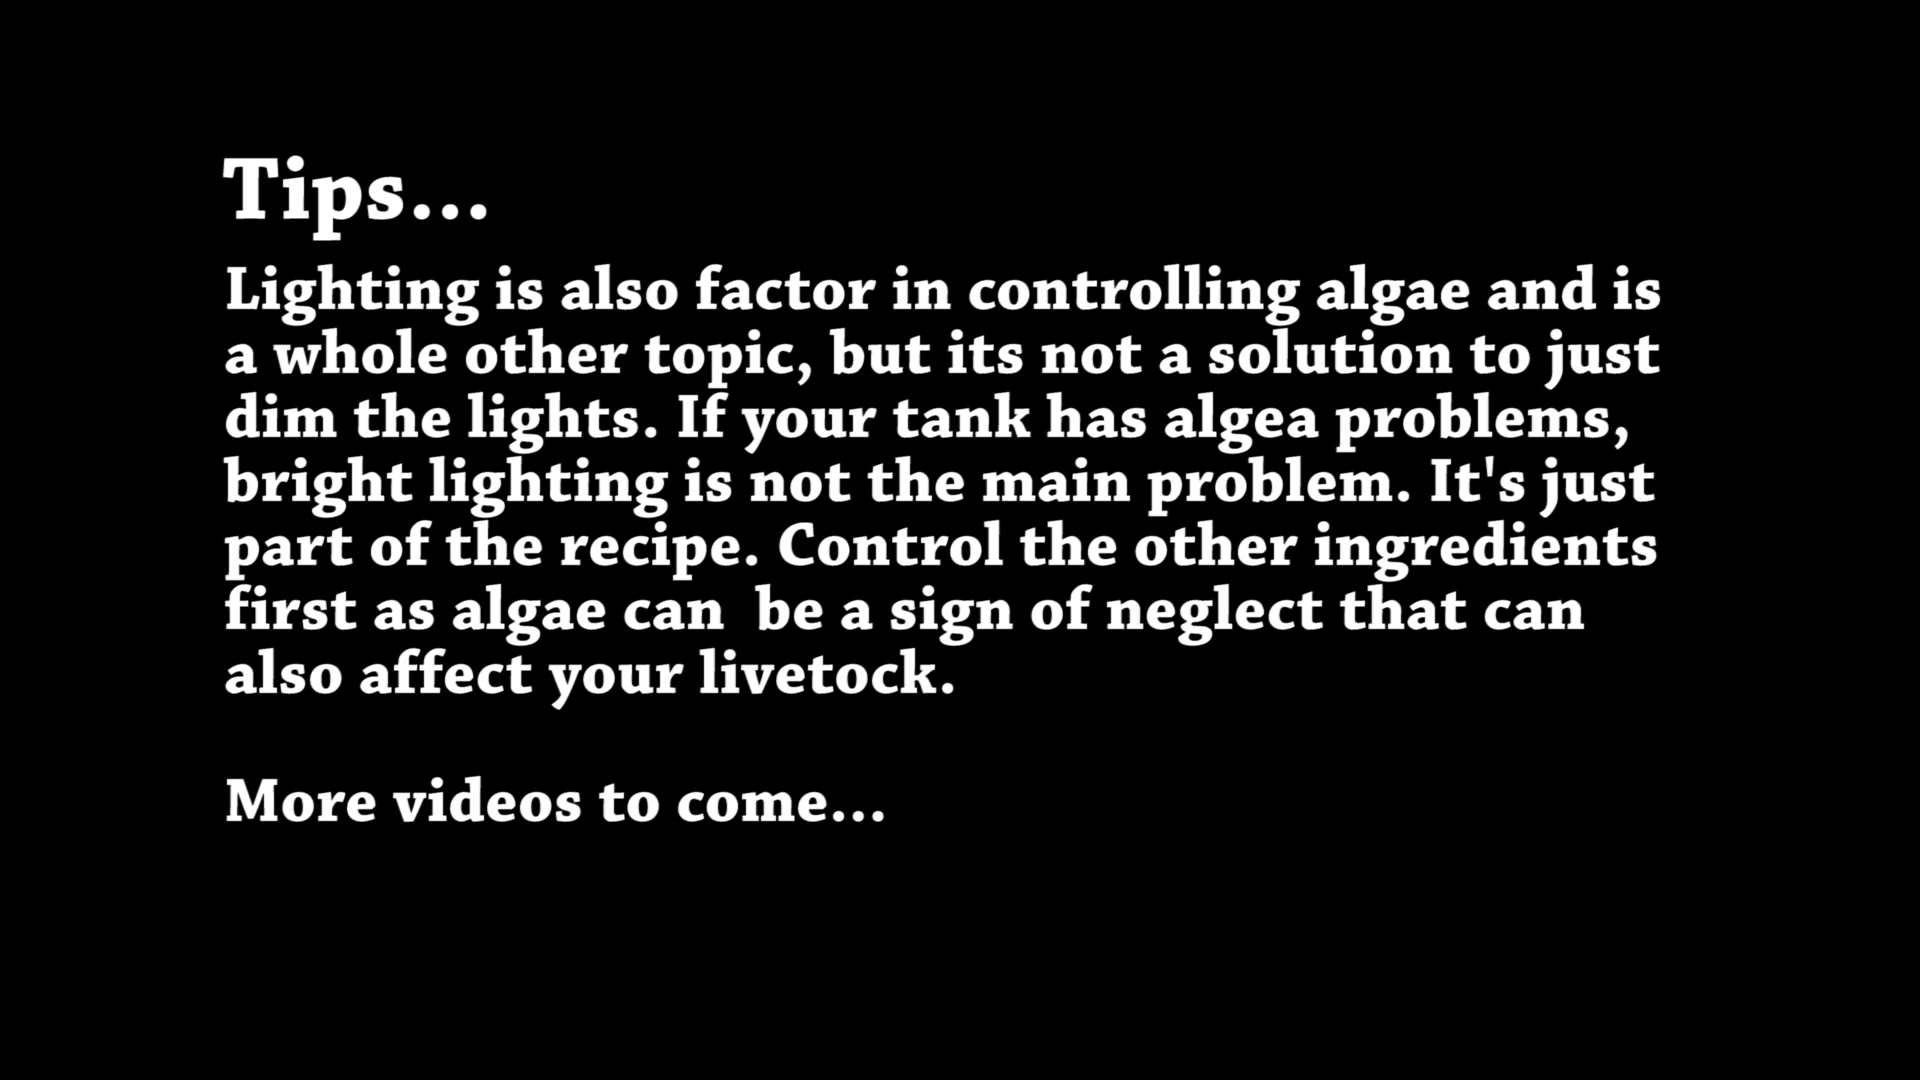 Tips...
Lighting is also factor in controlling algae and is
a whole other topic, but its not a solution to just
dim the lights. If your tank has algea problems,
bright lighting is not the main problem. It's just
part of the recipe. Control the other ingredients
first as algae can  be a sign of neglect that can
also affect your livetock.
More videos to come...